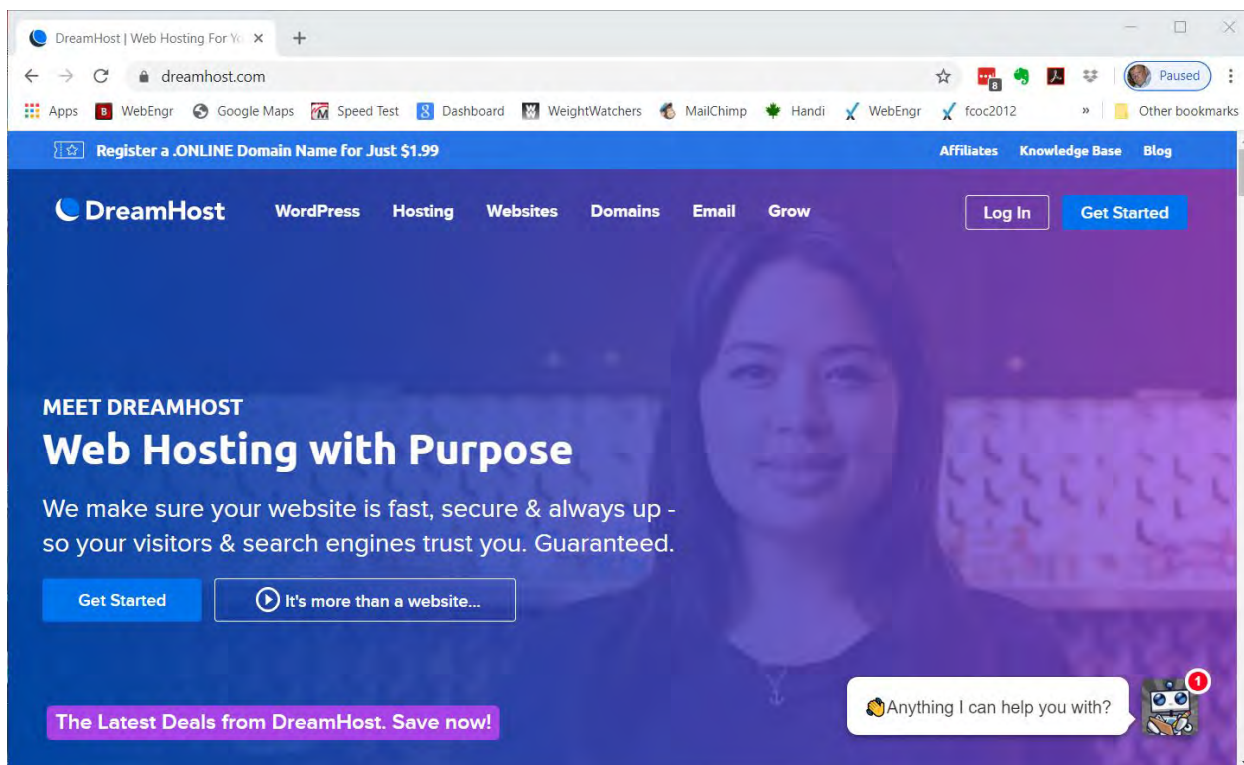 DreamHost | Web Hosting For Yo
dreamhost.com
8
Paused
Apps
WebEngr
Google Maps
Speed Test
Dashboard
WeightWatchers
MailChimp
Handi
WebEngr
fcoc2012
»
Other bookmarks
Register a .ONLINE Domain Name for Just $1.99
Affiliates
Knowledge Base
Blog
DreamHost
WordPress
Hosting
Websites
Domains
Email
Grow
Log In
Get Started
MEET DREAMHOST
Web Hosting with Purpose
We make sure your website is fast, secure & always up -
so your visitors & search engines trust you. Guaranteed.
Get Started
It's more than a website...
The Latest Deals from DreamHost. Save now!
👏Anything I can help you with?
1